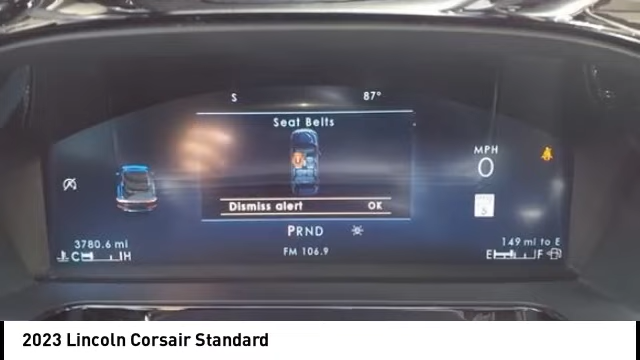 S 87°
Seat Belts
MPH
0
Dismiss alert OK
5
PRND
3780.6 mi 149 mi to E
FM 106.9
C H E F
2023 Lincoln Corsair Standard